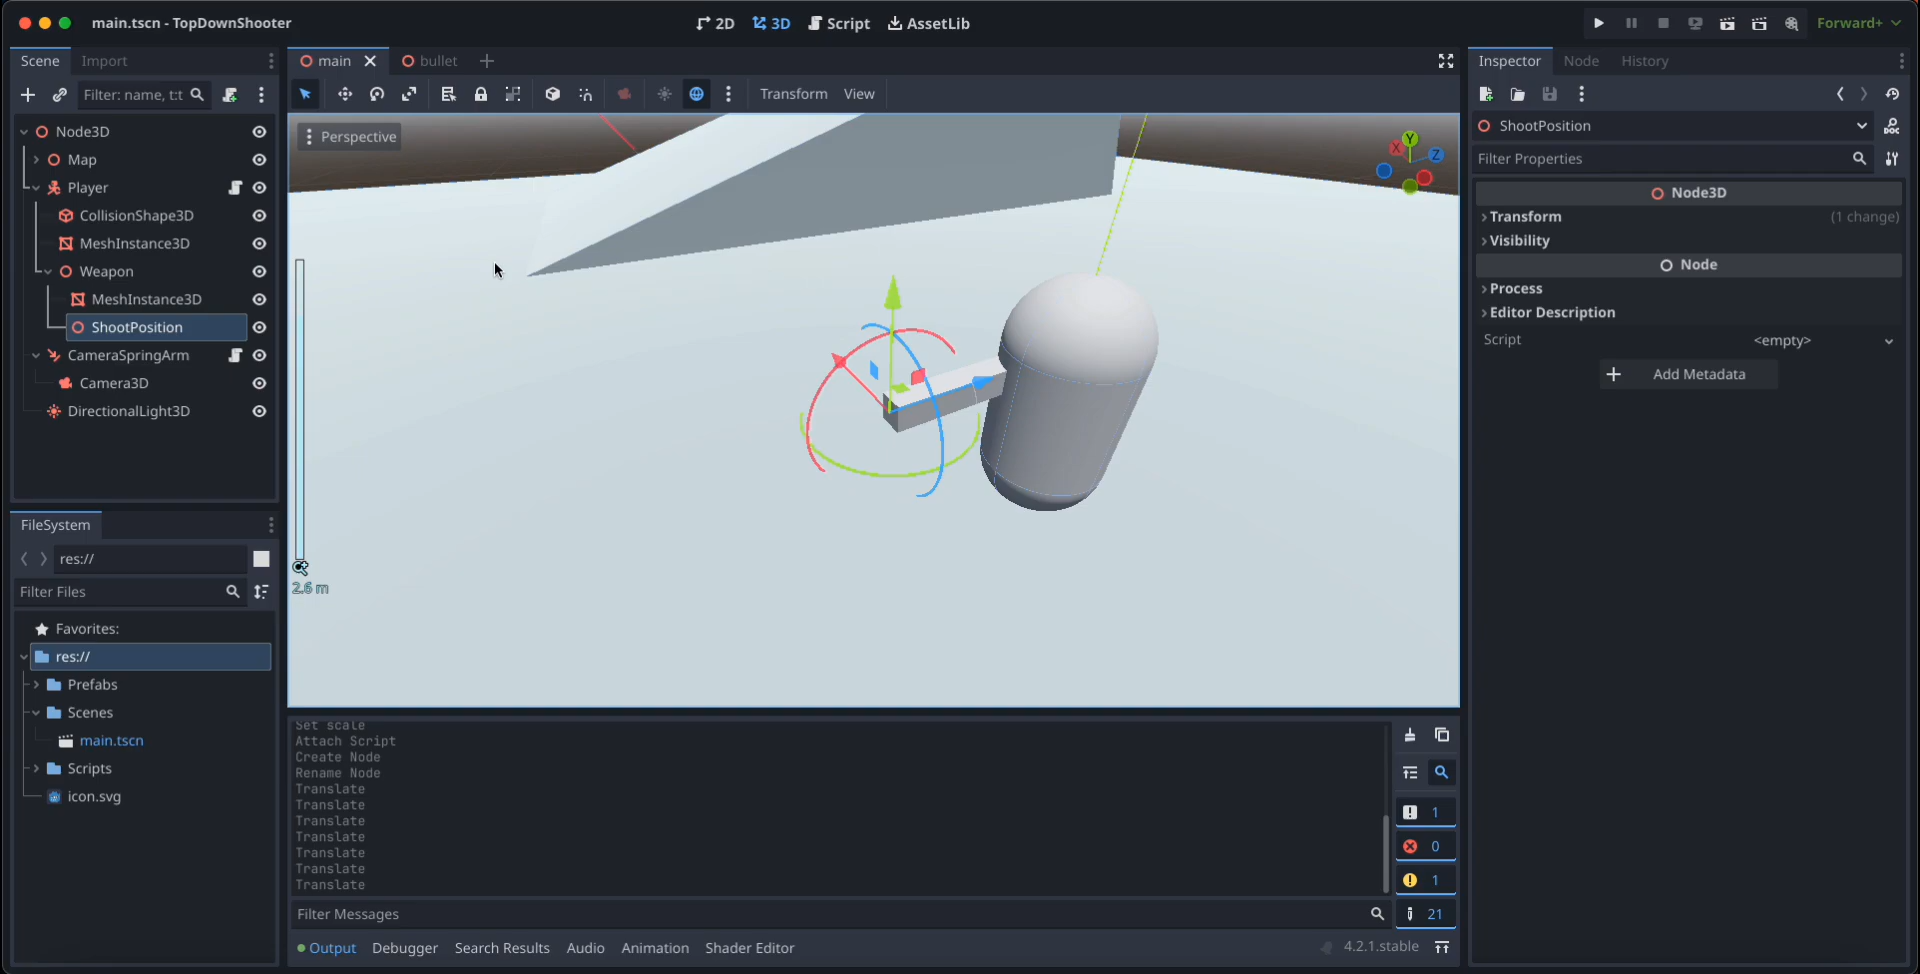 main.tscn - TopDownShooter
2D
3D
Script
AssetLib
Forward+
Scene
Import
Filter: name, t:t
Node3D
Map
Player
CollisionShape3D
MeshInstance3D
Weapon
MeshInstance3D
ShootPosition
CameraSpringArm
Camera3D
DirectionalLight3D
FileSystem
res://
Filter Files
Favorites:
res://
Prefabs
Scenes
main.tscn
Scripts
icon.svg
main
bullet
Transform
View
Perspective
X
Y
Z
2.6 m
Set scale
Attach Script
Create Node
Rename Node
Translate
Translate
Translate
Translate
Translate
Translate
Translate
1
0
1
21
Filter Messages
Output
Debugger
Search Results
Audio
Animation
Shader Editor
4.2.1.stable
Inspector
Node
History
ShootPosition
Filter Properties
Node3D
Transform
(1 change)
Visibility
Node
Process
Editor Description
Script
<empty>
Add Metadata